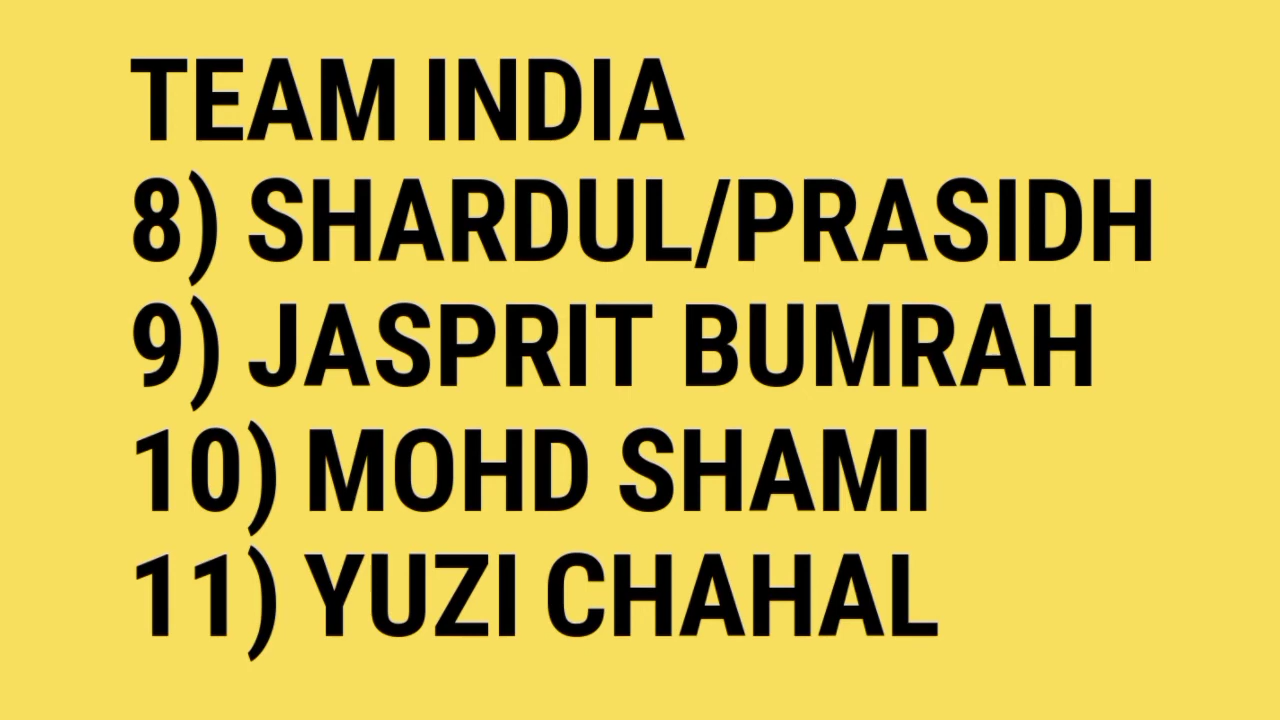 TEAM INDIA
8) SHARDUL/PRASIDH
9) JASPRIT BUMRAH
10) MOHD SHAMI
11) YUZI CHAHAL